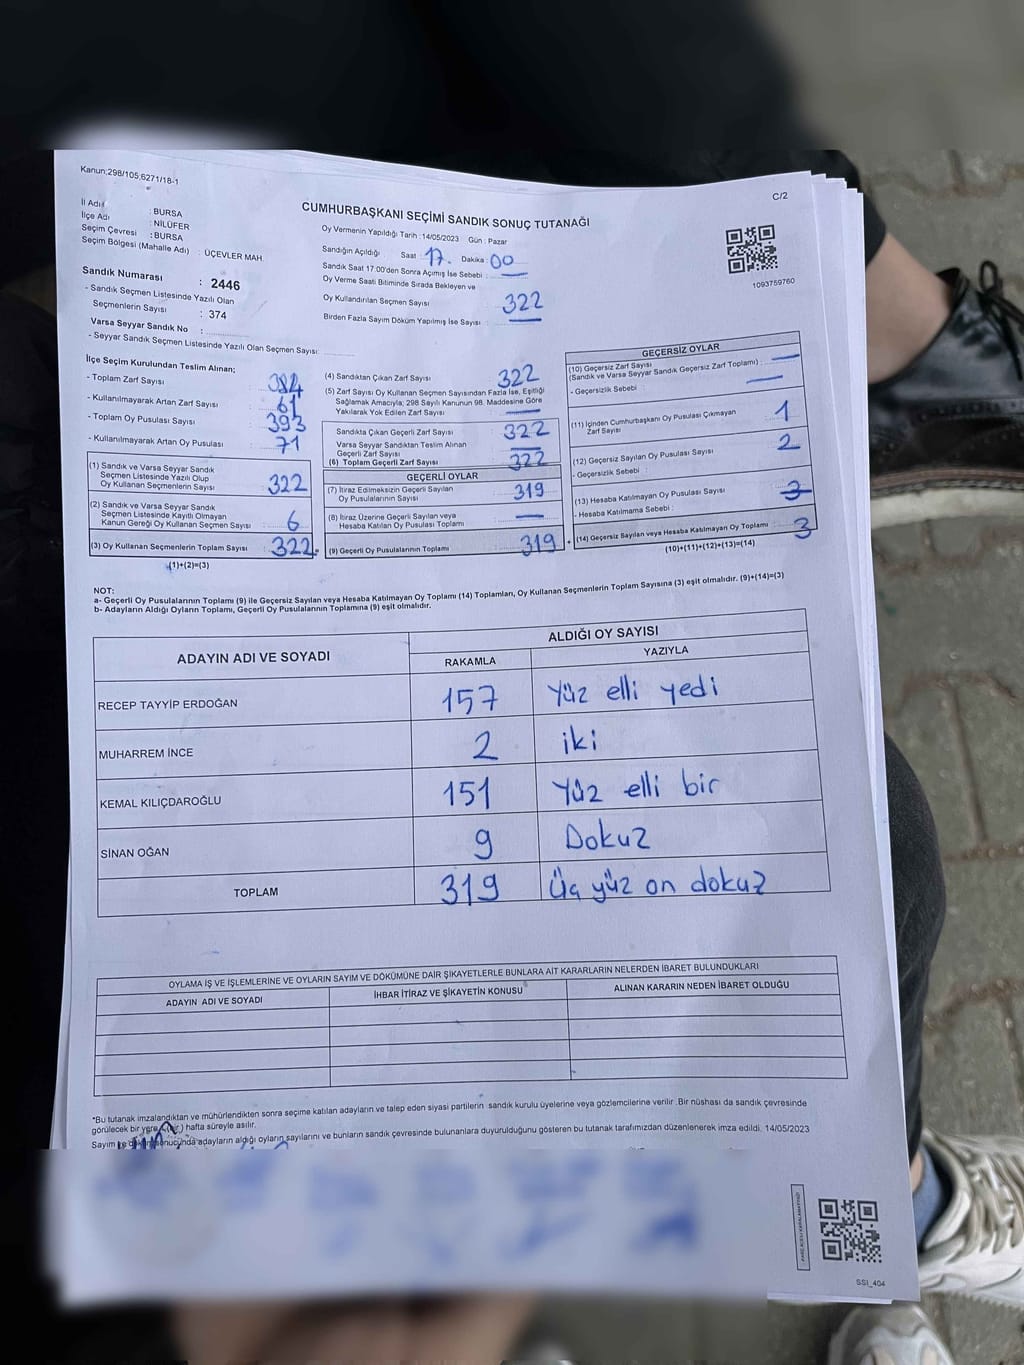 Kanun;298/105,6271/18-1
C/2
CUMHURBAŞKANI SEÇİMİ SANDIK SONUÇ TUTANAĞI
İl Adı : BURSA
İlçe Adı : NİLÜFER
Seçim Çevresi : BURSA
Seçim Bölgesi (Mahalle Adı) : ÜÇEVLER MAH.
Sandık Numarası : 2446
- Sandık Seçmen Listesinde Yazılı Olan
Seçmenlerin Sayısı : 374
Varsa Seyyar Sandık No :
- Seyyar Sandık Seçmen Listesinde Yazılı Olan Seçmen Sayısı:
Oy Vermenin Yapıldığı Tarih : 14/05/2023 Gün : Pazar
Sandığın Açıldığı Saat : 17. Dakika : 00
Sandık Saat 17:00'den Sonra Açımış İse Sebebi :
Oy Verme Saati Bitiminde Sırada Bekleyen ve
Oy Kullandırılan Seçmen Sayısı 322
Birden Fazla Sayım Döküm Yapılmış İse Sayısı :
1093759760
İlçe Seçim Kurulundan Teslim Alınan;
- Toplam Zarf Sayısı : 384
- Kullanılmayarak Artan Zarf Sayısı : 61
- Toplam Oy Pusulası Sayısı : 393
- Kullanılmayarak Artan Oy Pusulası : 71
(1) Sandık ve Varsa Seyyar Sandık
Seçmen Listesinde Yazılı Olup
Oy Kullanan Seçmenlerin Sayısı : 322
(2) Sandık ve Varsa Seyyar Sandık
Seçmen Listesinde Kayıtlı Olmayan
Kanun Gereği Oy Kullanan Seçmen Sayısı : 6
(3) Oy Kullanan Seçmenlerin Toplam Sayısı : 322
(1)+(2)=(3)
(4) Sandıktan Çıkan Zarf Sayısı 322
(5) Zarf Sayısı Oy Kullanan Seçmen Sayısından Fazla İse, Eşitliği
Sağlamak Amacıyla; 298 Sayılı Kanunun 98. Maddesine Göre
Yakılarak Yok Edilen Zarf Sayısı :
Sandıkta Çıkan Geçerli Zarf Sayısı : 322
Varsa Seyyar Sandıktan Teslim Alınan
Geçerli Zarf Sayısı :
(6) Toplam Geçerli Zarf Sayısı : 322
GEÇERLİ OYLAR
(7) İtiraz Edilmeksizin Geçerli Sayılan
Oy Pusulalarının Sayısı : 319
(8) İtiraz Üzerine Geçerli Sayılan veya
Hesaba Katılan Oy Pusulası Toplamı :
(9) Geçerli Oy Pusulalarının Toplamı : 319
GEÇERSİZ OYLAR
(10) Geçersiz Zarf Sayısı
(Sandık ve Varsa Seyyar Sandık Geçersiz Zarf Toplamı) :
- Geçersizlik Sebebi :
(11) İçinden Cumhurbaşkanı Oy Pusulası Çıkmayan
Zarf Sayısı 1
(12) Geçersiz Sayılan Oy Pusulası Sayısı 2
- Geçersizlik Sebebi :
(13) Hesaba Katılmayan Oy Pusulası Sayısı : 3
- Hesaba Katılmama Sebebi :
(14) Geçersiz Sayılan veya Hesaba Katılmayan Oy Toplamı : 3
(10)+(11)+(12)+(13)=(14)
NOT:
a- Geçerli Oy Pusulalarının Toplamı (9) ile Geçersiz Sayılan veya Hesaba Katılmayan Oy Toplamı (14) Toplamları, Oy Kullanan Seçmenlerin Toplam Sayısına (3) eşit olmalıdır. (9)+(14)=(3)
b- Adayların Aldığı Oyların Toplamı, Geçerli Oy Pusulalarının Toplamına (9) eşit olmalıdır.
ADAYIN ADI VE SOYADI
ALDIĞI OY SAYISI
RAKAMLA YAZIYLA
RECEP TAYYİP ERDOĞAN 157 Yüz elli yedi
MUHARREM İNCE 2 iki
KEMAL KILIÇDAROĞLU 151 Yüz elli bir
SİNAN OĞAN 9 Dokuz
TOPLAM 319 Üç yüz on dokuz
OYLAMA İŞ VE İŞLEMLERİNE VE OYLARIN SAYIM VE DÖKÜMÜNE DAİR ŞİKAYETLERLE BUNLARA AİT KARARLARIN NELERDEN İBARET BULUNDUKLARI
ADAYIN ADI VE SOYADI İHBAR İTİRAZ VE ŞİKAYETİN KONUSU ALINAN KARARIN NEDEN İBARET OLDUĞU
*Bu tutanak imzalandıktan ve mühürlendikten sonra seçime katılan adayların ve talep eden siyasi partilerin sandık kurulu üyelerine veya gözlemcilerine verilir. Bir nüshası da sandık çevresinde
görülecek bir yere hafta süreyle asılır.
Sayım sonucunda adayların aldığı oyların sayılarını ve bunların sandık çevresinde bulunanlara duyurulduğunu gösteren bu tutanak tarafımızdan düzenlenerek imza edildi. 14/05/2023
SSI_404